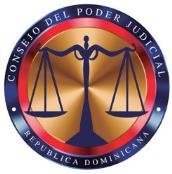 CONSEJO DEL PODER JUDICIAL
REPUBLICA DOMINICANA